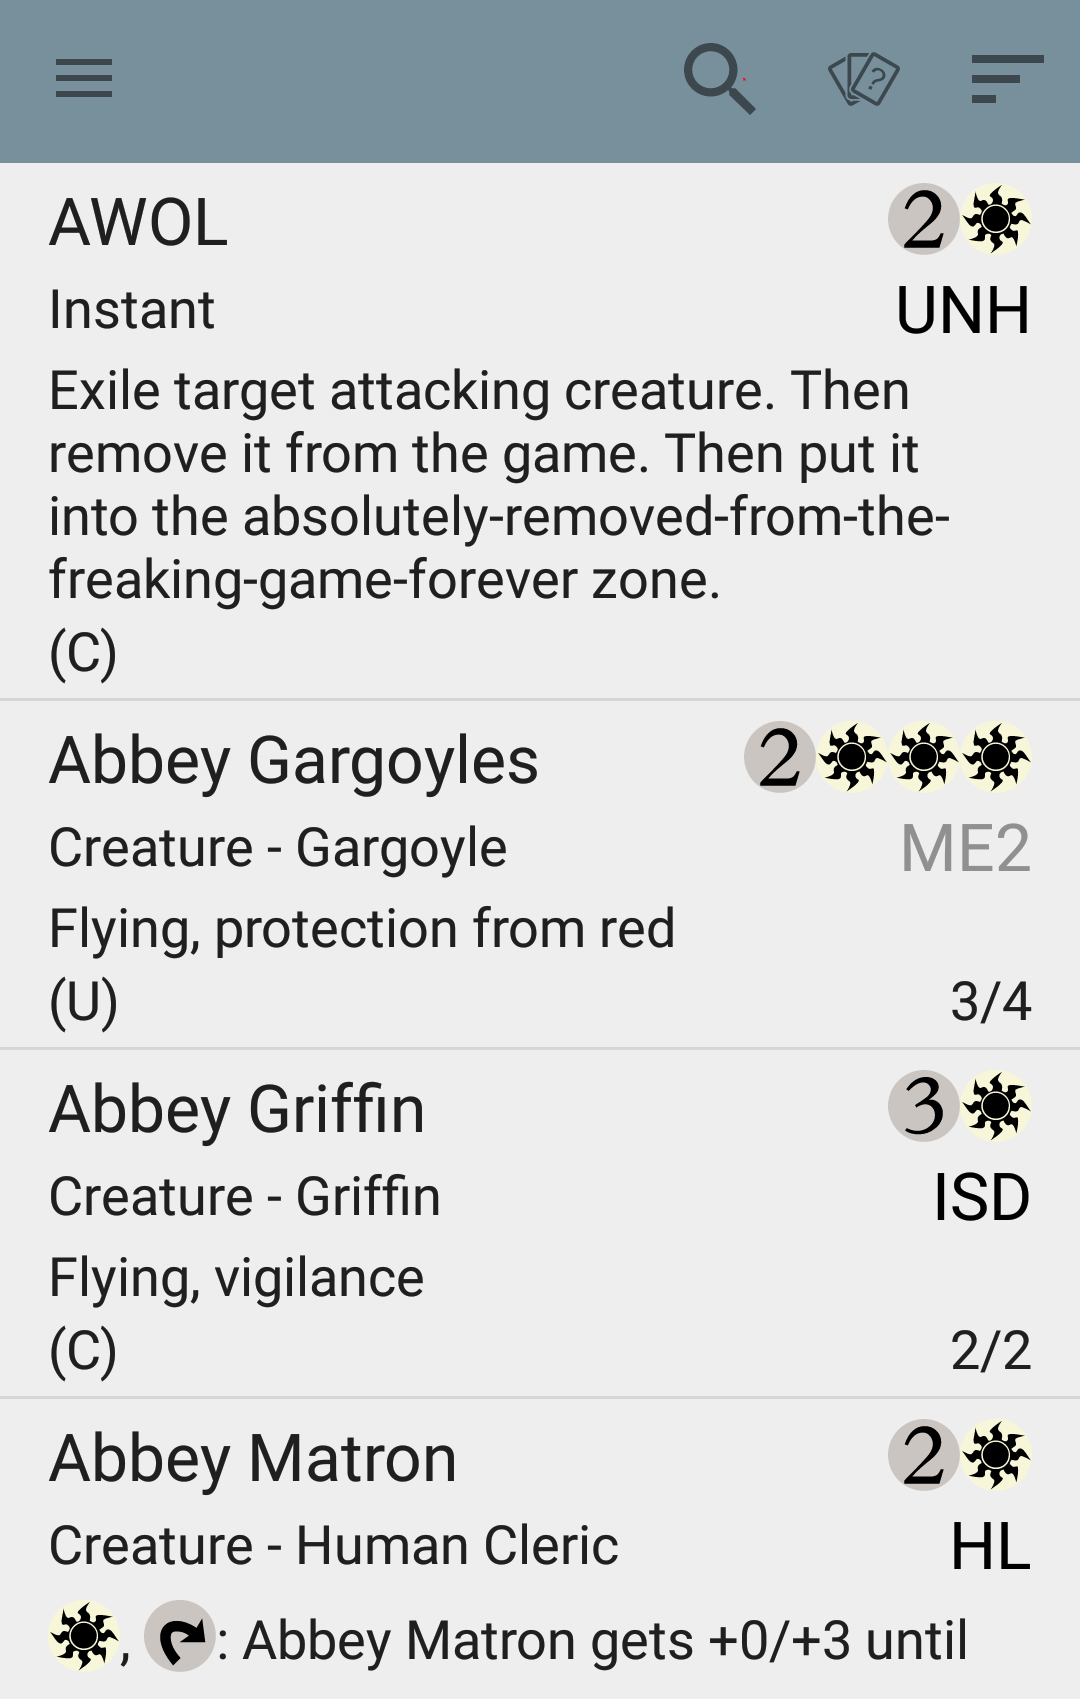 AWOL 2
Instant UNH
Exile target attacking creature. Then
remove it from the game. Then put it
into the absolutely-removed-from-the-
freaking-game-forever zone.
(C)
Abbey Gargoyles 2
Creature - Gargoyle ME2
Flying, protection from red
(U) 3/4
Abbey Griffin 3
Creature - Griffin ISD
Flying, vigilance
(C) 2/2
Abbey Matron 2
Creature - Human Cleric HL
, : Abbey Matron gets +0/+3 until